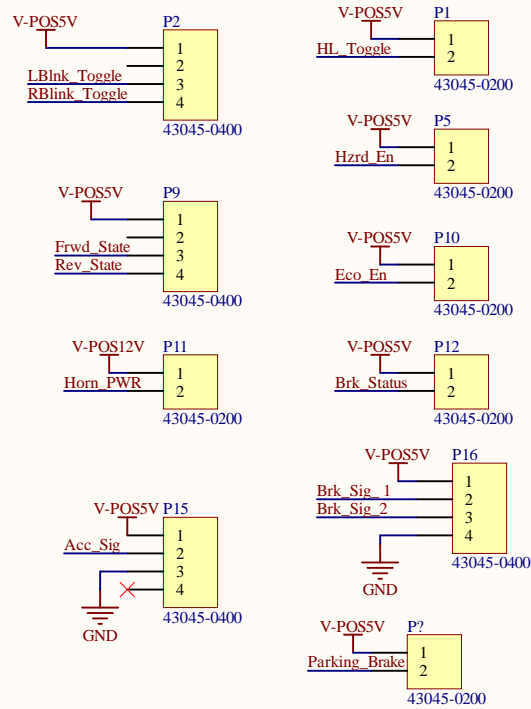 P2
V-POS5V
1
2
LBlnk_Toggle
3
RBlink_Toggle
4
43045-0400
P1
V-POS5V
1
HL_Toggle
2
43045-0200
P5
V-POS5V
1
Hzrd_En
2
43045-0200
P9
V-POS5V
1
2
Frwd_State
3
Rev_State
4
43045-0400
P10
V-POS5V
1
Eco_En
2
43045-0200
P11
V-POS12V
1
Horn_PWR
2
43045-0200
P12
V-POS5V
1
Brk_Status
2
43045-0200
P15
V-POS5V
1
Acc_Sig
2
3
4
GND
43045-0400
P16
V-POS5V
1
Brk_Sig_1
2
Brk_Sig_2
3
4
GND
43045-0400
P?
V-POS5V
1
Parking_Brake
2
43045-0200